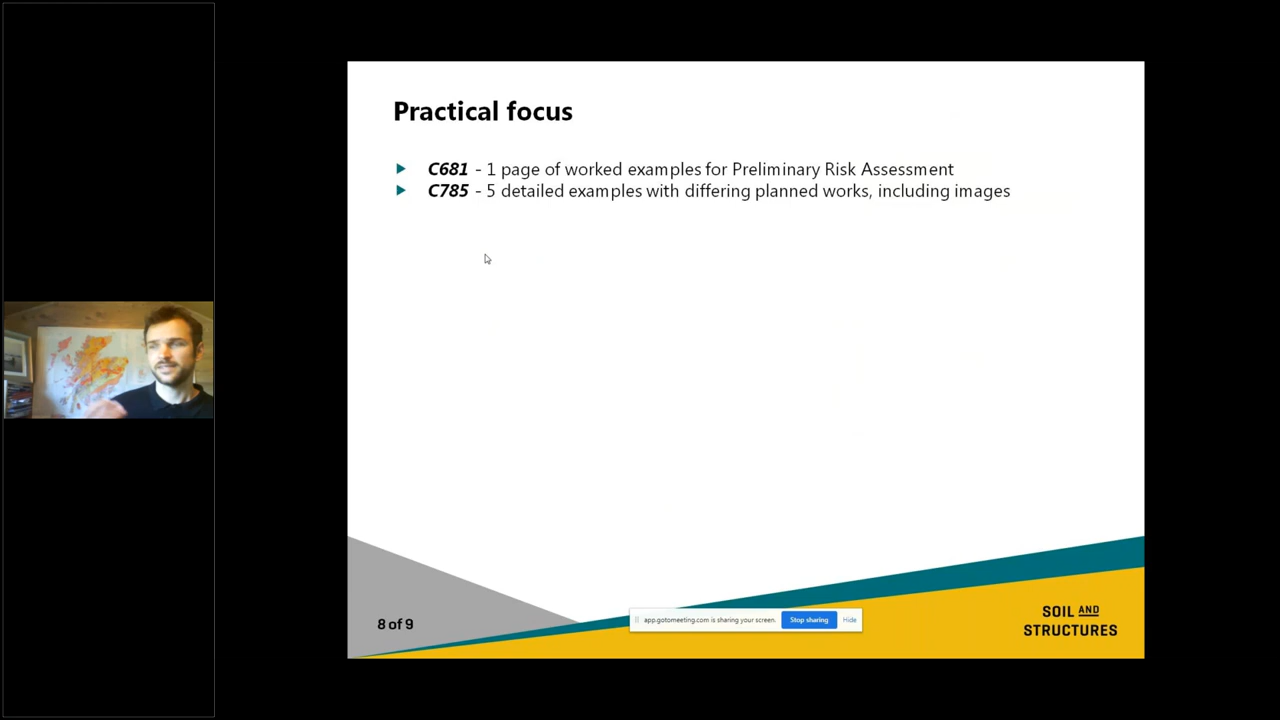 Practical focus
C681 - 1 page of worked examples for Preliminary Risk Assessment
C785 - 5 detailed examples with differing planned works, including images
8 of 9
app.gotomeeting.com is sharing your screen.
Stop sharing
Hide
SOIL AND
STRUCTURES